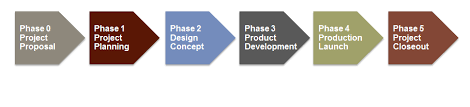 Phase 0
Project
Proposal
Phase 1
Project
Planning
Phase 2
Design
Concept
Phase 3
Product
Development
Phase 4
Production
Launch
Phase 5
Project
Closeout